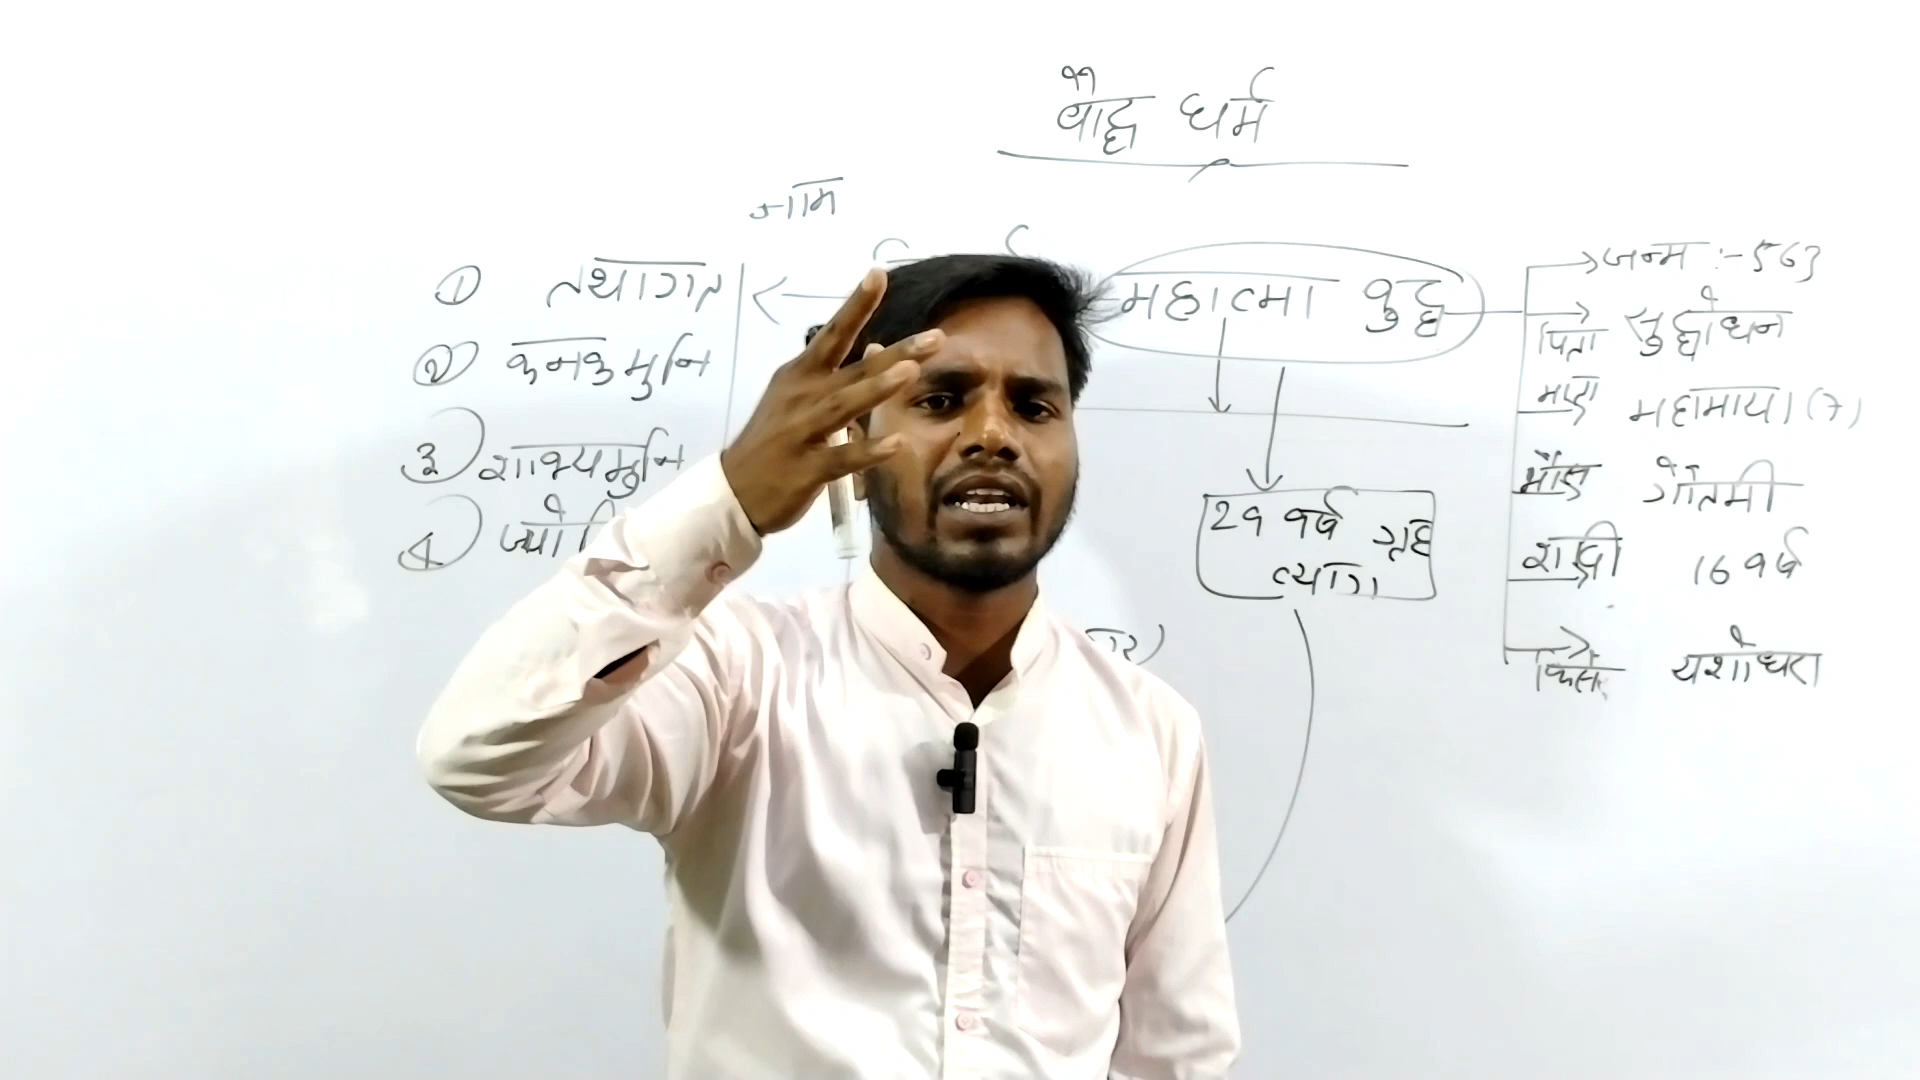 बौद्ध धर्म
नाम
① तथागत
② कनकमुनि
③ शाक्यमुनि
④
महात्मा बुद्ध
29 वर्ष गृह
त्याग
जन्म :- 563
पिता सुद्धोधन
महामाया (7)
गौतमी
शादी 16 वर्ष
यशोधरा